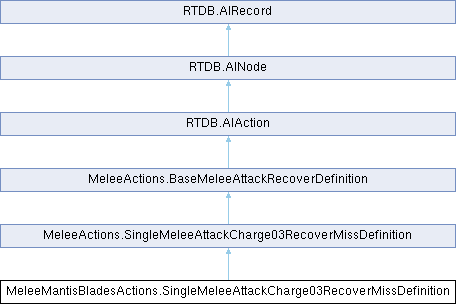 RTDB.AIRecord
RTDB.AINode
RTDB.AIAction
MeleeActions.BaseMeleeAttackRecoverDefinition
MeleeActions.SingleMeleeAttackCharge03RecoverMissDefinition
MeleeMantisBladesActions.SingleMeleeAttackCharge03RecoverMissDefinition